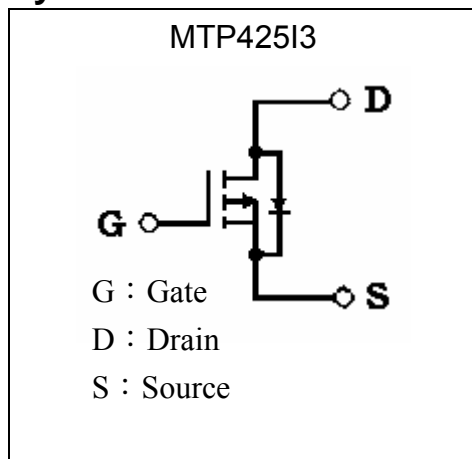 MTP425I3
D
G
S
G：Gate
D：Drain
S：Source